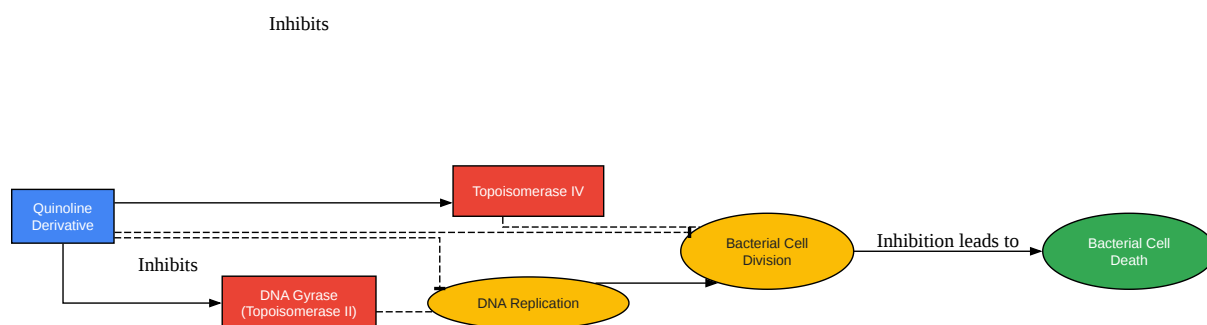 Inhibits
Topoisomerase IV
Quinoline
Derivative
Bacterial Cell
Division
Inhibition leads to
Bacterial Cell
Death
Inhibits
DNA Gyrase
(Topoisomerase II)
DNA Replication